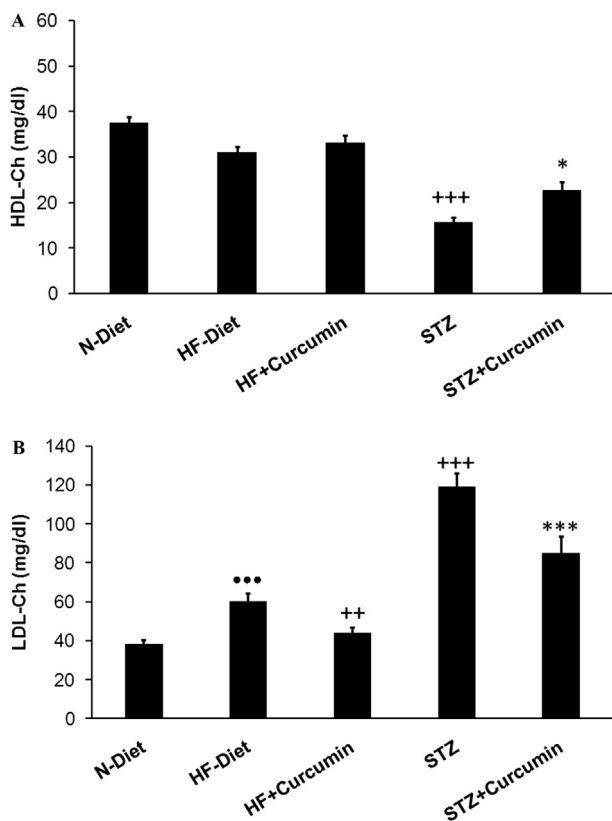 A
HDL-Ch (mg/dl)
60
50
40
30
20
10
0
+++
*
N-Diet
HF-Diet
HF+Curcumin
STZ
STZ+Curcumin
B
LDL-Ch (mg/dl)
140
120
100
80
60
40
20
0
•••
++
+++
***
N-Diet
HF-Diet
HF+Curcumin
STZ
STZ+Curcumin